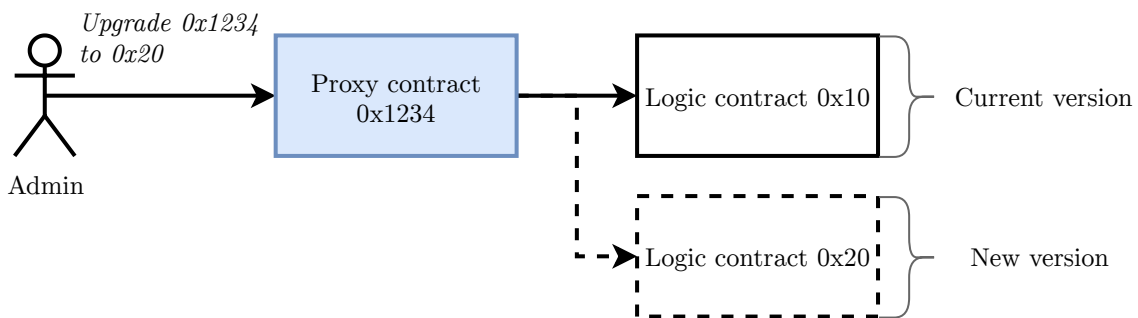 Upgrade 0x1234
to 0x20
Proxy contract
0x1234
Logic contract 0x10
Current version
Admin
Logic contract 0x20
New version